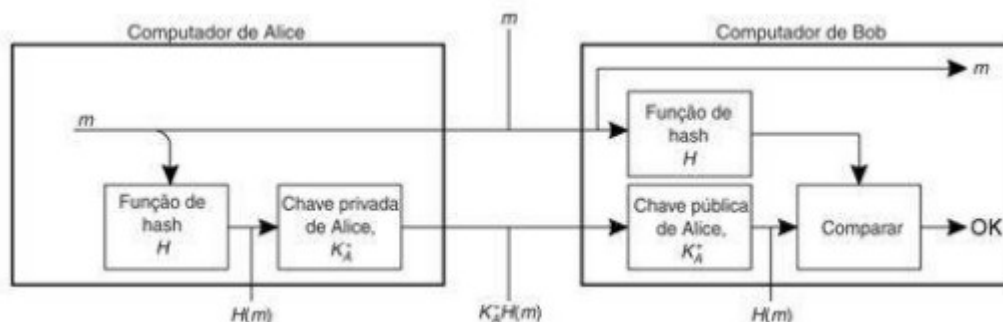 Computador de Alice
m
Computador de Bob
m
m
Função de
hash
H
Função de
hash
H
Chave privada
de Alice,
K⁻A
Chave pública
de Alice,
K⁺A
Comparar
OK
H(m)
K⁻AH(m)
H(m)